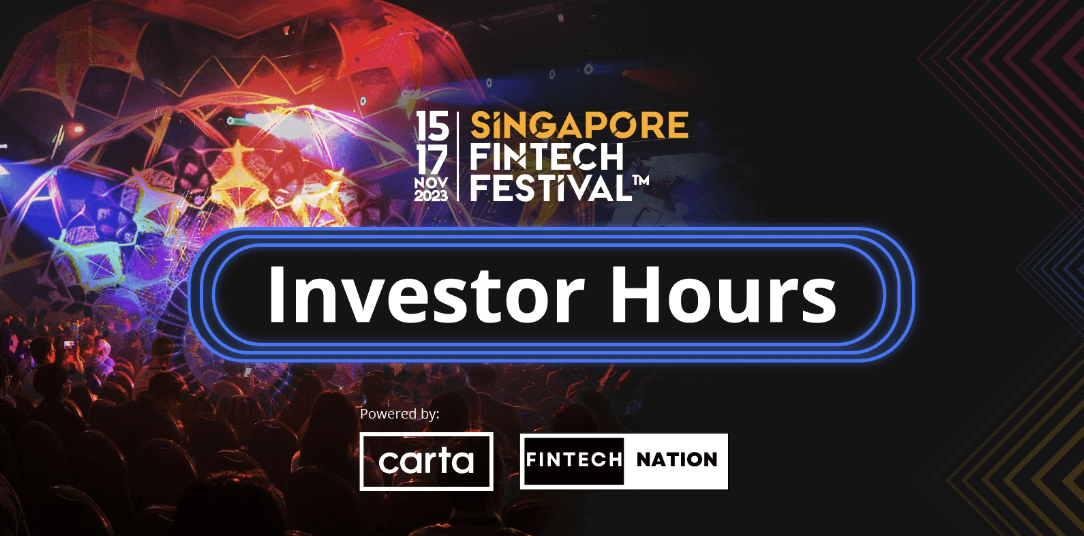 15
17
NOV
2023
SINGAPORE
FINTECH
FESTIVAL™
Investor Hours
Powered by:
carta
FINTECH NATION